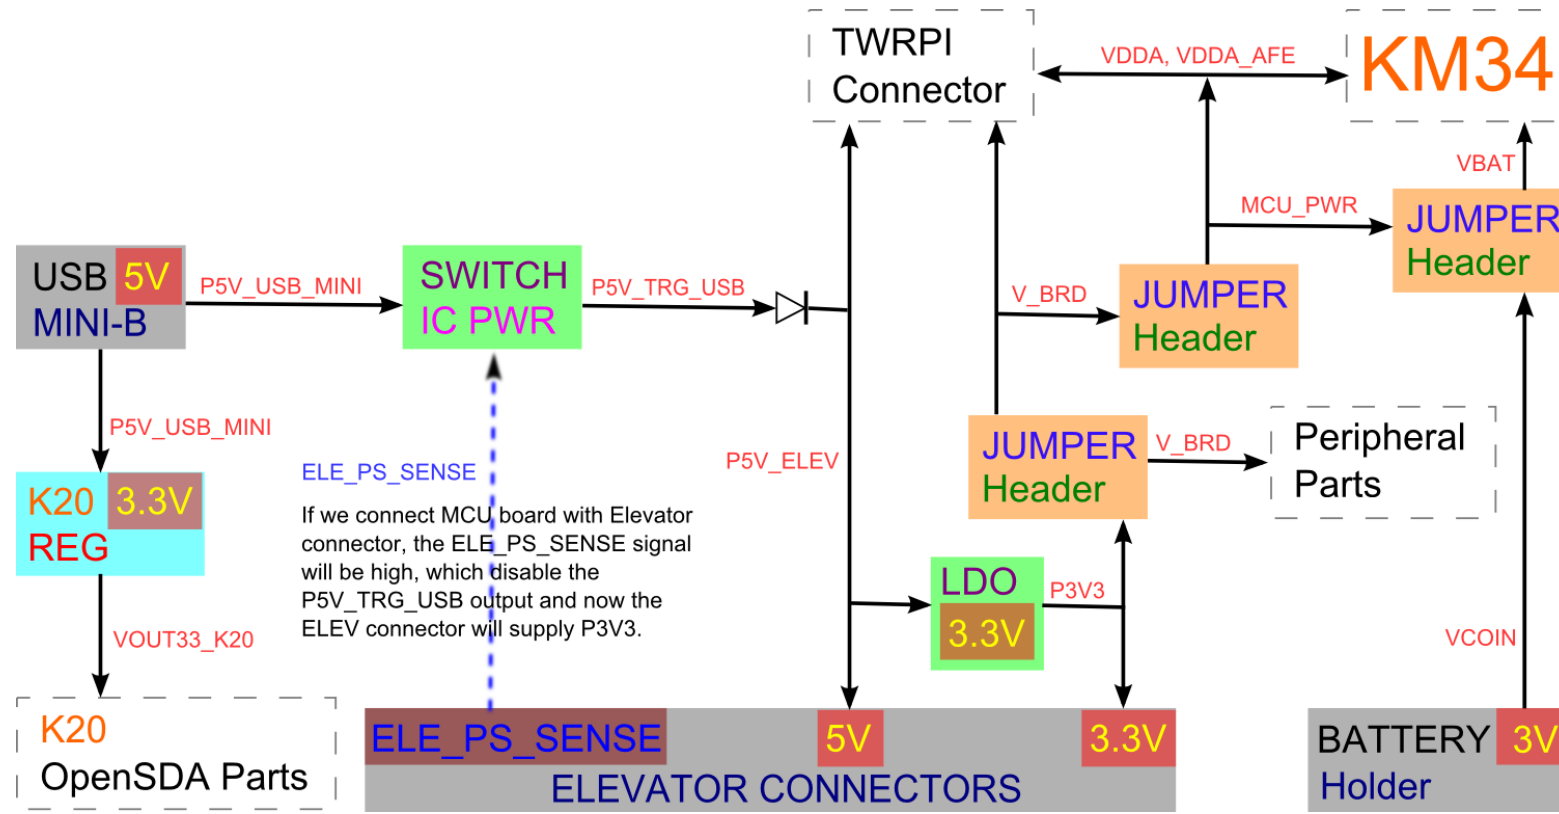 TWRPI
Connector
VDDA, VDDA_AFE
KM34
VBAT
MCU_PWR
JUMPER
Header
USB 5V
MINI-B
P5V_USB_MINI
SWITCH
IC PWR
P5V_TRG_USB
V_BRD
JUMPER
Header
P5V_USB_MINI
K20 3.3V
REG
ELE_PS_SENSE
If we connect MCU board with Elevator
connector, the ELE_PS_SENSE signal
will be high, which disable the
P5V_TRG_USB output and now the
ELEV connector will supply P3V3.
P5V_ELEV
JUMPER
Header
V_BRD
Peripheral
Parts
LDO
3.3V
P3V3
VOUT33_K20
VCOIN
K20
OpenSDA Parts
ELE_PS_SENSE
5V
3.3V
ELEVATOR CONNECTORS
BATTERY 3V
Holder